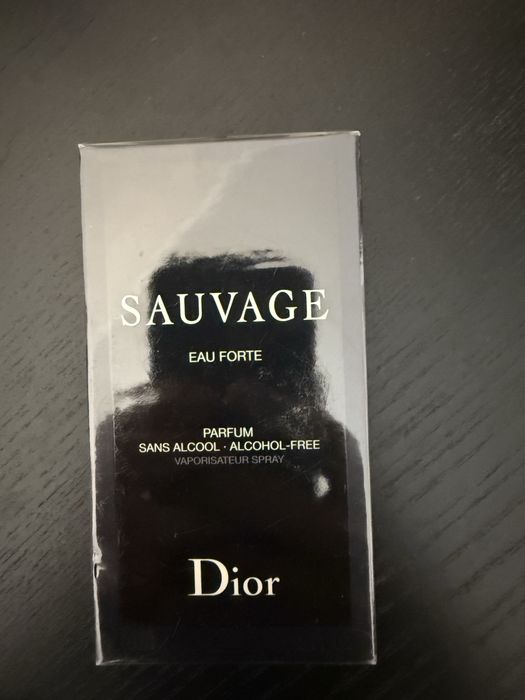 SAUVAGE
EAU FORTE
PARFUM
SANS ALCOOL · ALCOHOL-FREE
VAPORISATEUR SPRAY
Dior